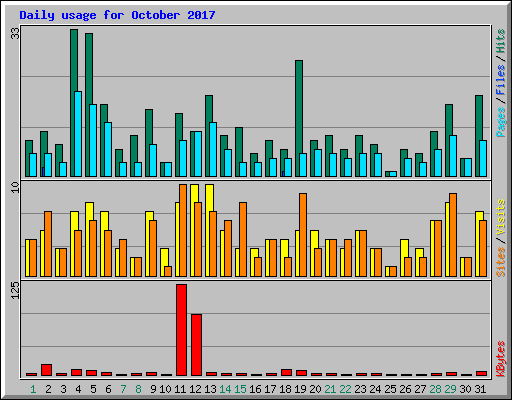 Daily usage for October 2017
33
10
125
Pages / Files / Hits
Sites / Visits
KBytes
1 2 3 4 5 6 7 8 9 10 11 12 13 14 15 16 17 18 19 20 21 22 23 24 25 26 27 28 29 30 31